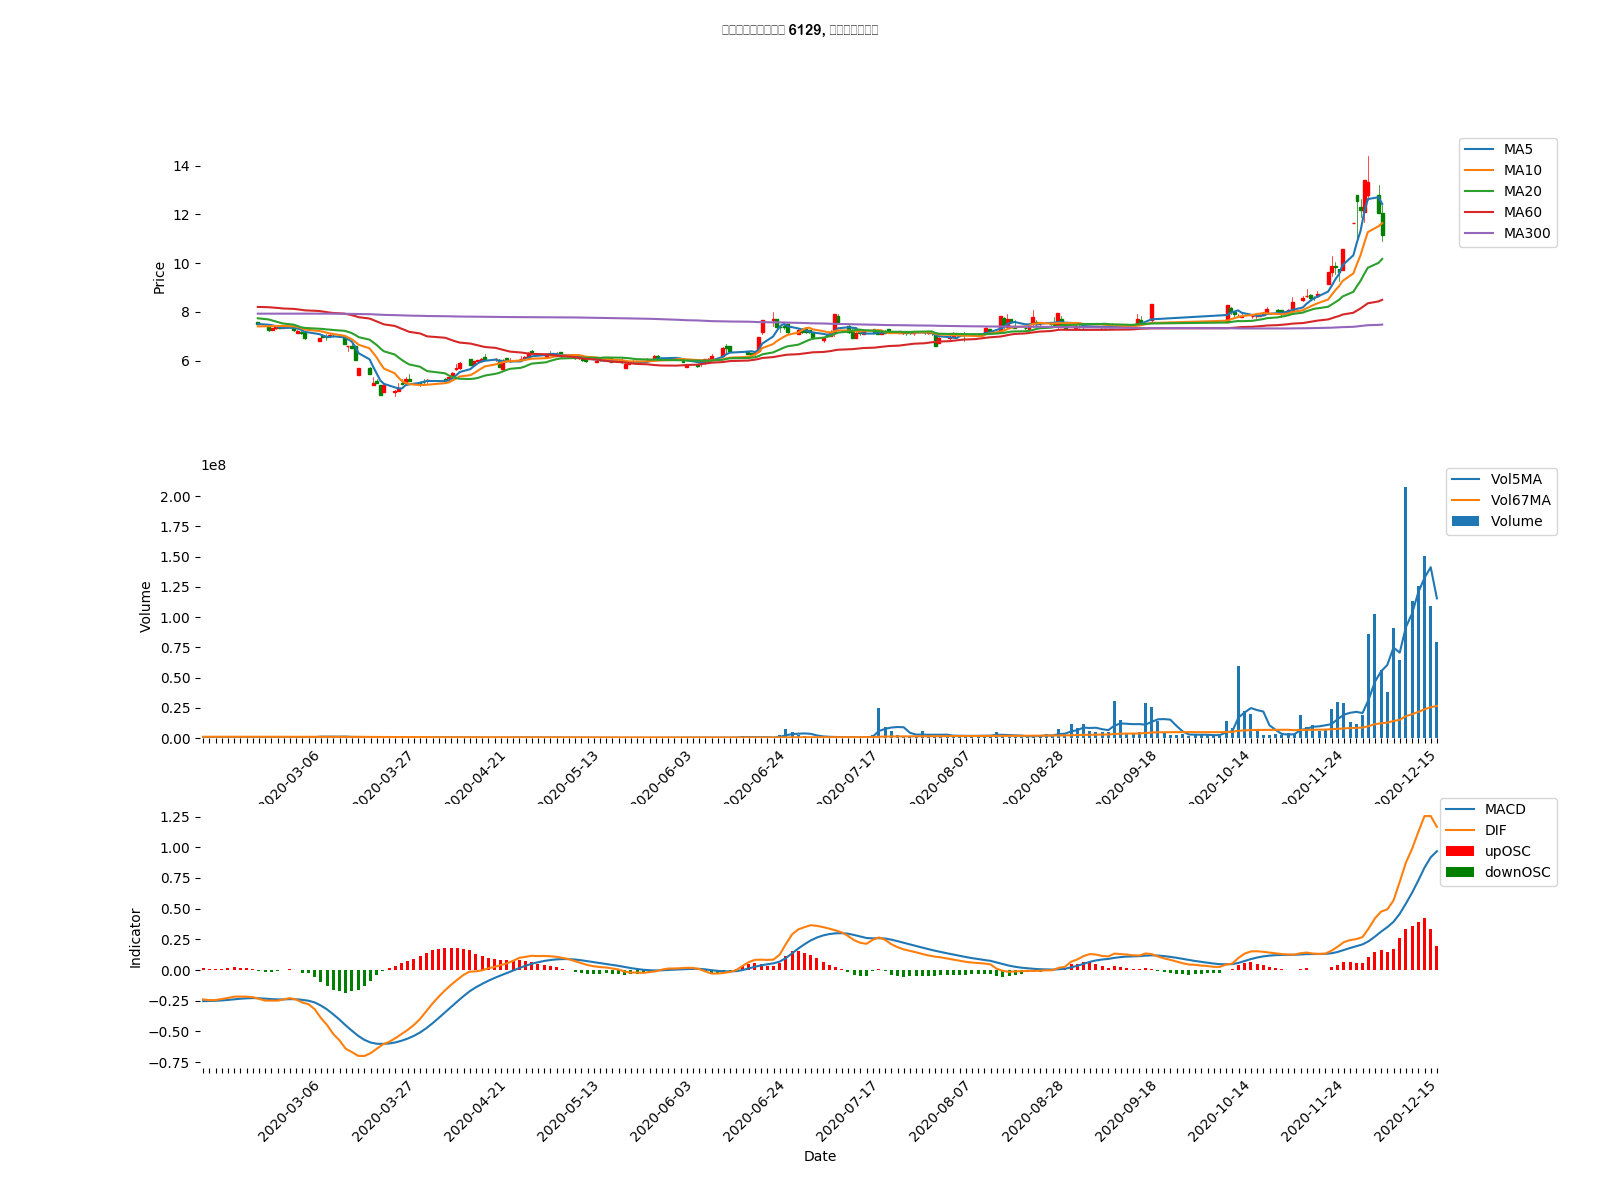 6129,
14
12
10
8
6
Price
MA5
MA10
MA20
MA60
MA300
1e8
2.00
1.75
1.50
1.25
1.00
0.75
0.50
0.25
0.00
Volume
Vol5MA
Vol67MA
Volume
2020-03-06
2020-03-27
2020-04-21
2020-05-13
2020-06-03
2020-06-24
2020-07-17
2020-08-07
2020-08-28
2020-09-18
2020-10-14
2020-11-24
2020-12-15
1.25
1.00
0.75
0.50
0.25
0.00
−0.25
−0.50
−0.75
Indicator
MACD
DIF
upOSC
downOSC
2020-03-06
2020-03-27
2020-04-21
2020-05-13
2020-06-03
2020-06-24
2020-07-17
2020-08-07
2020-08-28
2020-09-18
2020-10-14
2020-11-24
2020-12-15
Date